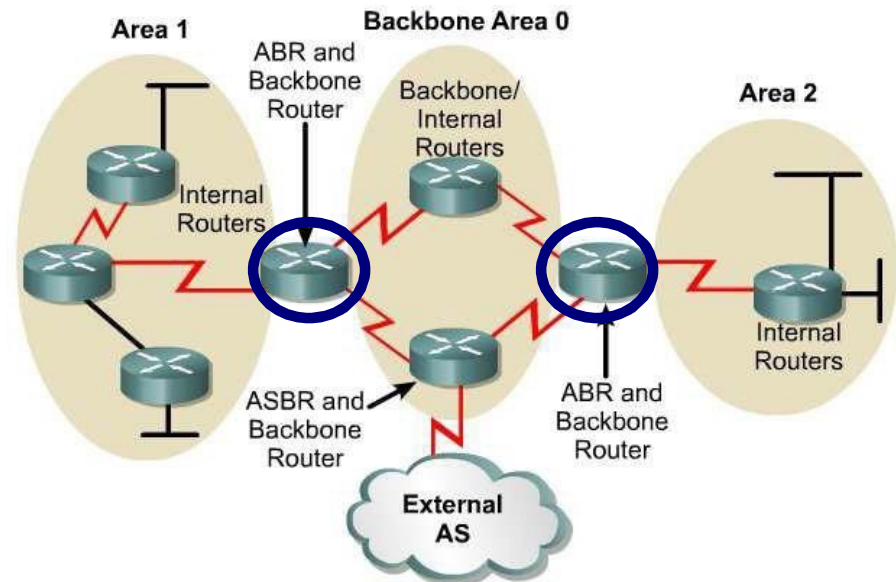 Area 1
Backbone Area 0
ABR and
Backbone
Router
Backbone/
Internal
Routers
Area 2
Internal
Routers
Internal
Routers
ASBR and
Backbone
Router
ABR and
Backbone
Router
External
AS